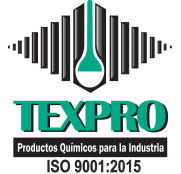 TEXPRO
Productos Químicos para la Industria
ISO 9001:2015